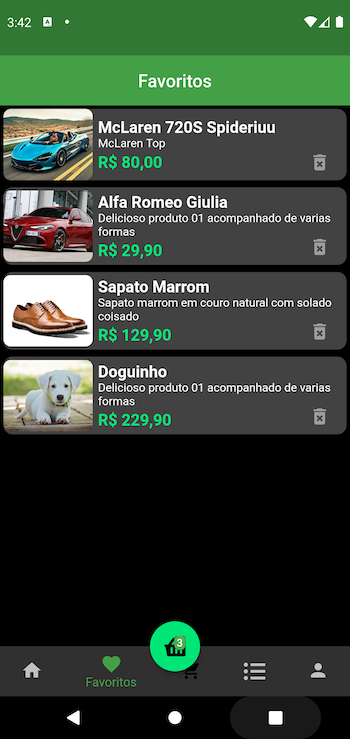 3:42
A
Favoritos
McLaren 720S Spideriuu
McLaren Top
R$ 80,00
Alfa Romeo Giulia
Delicioso produto 01 acompanhado de varias
formas
R$ 29,90
Sapato Marrom
Sapato marrom em couro natural com solado
coisado
R$ 129,90
Doguinho
Delicioso produto 01 acompanhado de varias
formas
R$ 229,90
3
Favoritos